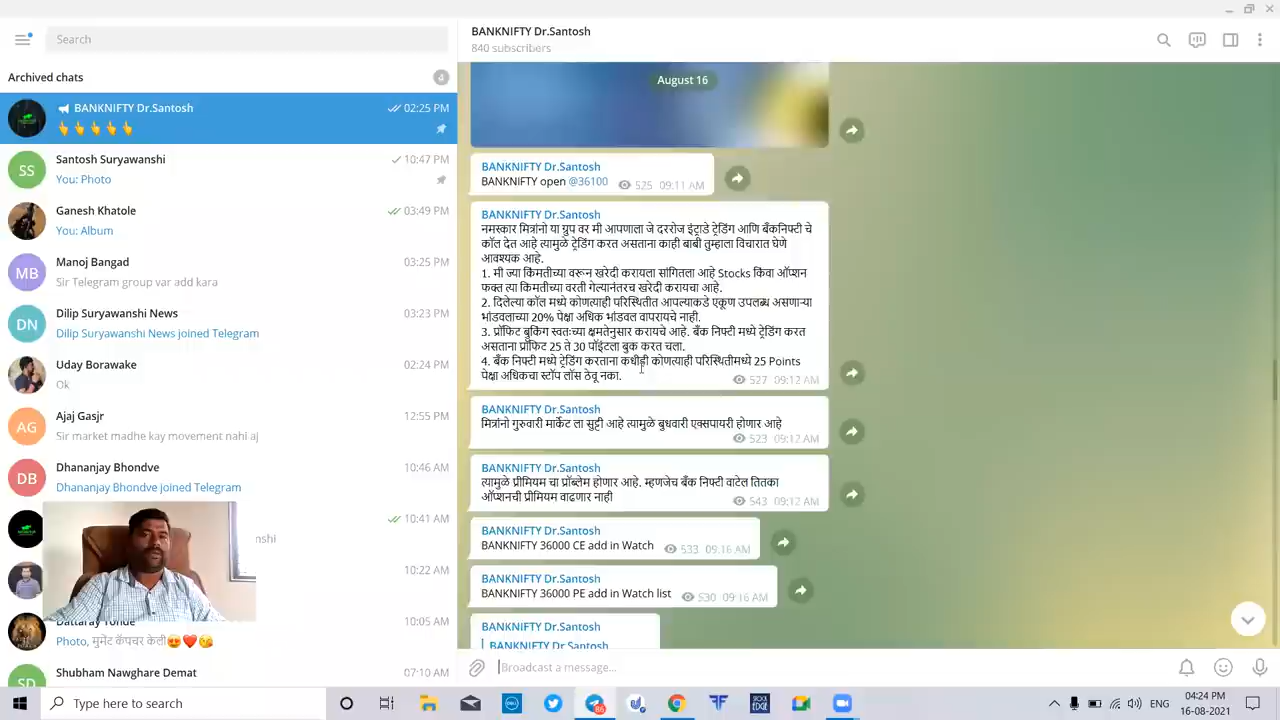 Search
Archived chats
4
BANKNIFTY Dr.Santosh
02:25 PM
Santosh Suryawanshi
10:47 PM
SS
You: Photo
Ganesh Khatole
03:49 PM
You: Album
Manoj Bangad
03:25 PM
MB
Sir Telegram group var add kara
Dilip Suryawanshi News
03:23 PM
DN
Dilip Suryawanshi News joined Telegram
Uday Borawake
02:24 PM
Ok
Ajaj Gasjr
12:55 PM
AG
Sir market madhe kay movement nahi aj
Dhananjay Bhondve
10:46 AM
DB
Dhananjay Bhondve joined Telegram
10:41 AM
nshi
10:22 AM
10:05 AM
Photo, मुमेंट कॅपचर केली😍❤️😘
Shubham Nawghare Demat
07:10 AM
SD
BANKNIFTY Dr.Santosh
840 subscribers
August 16
BANKNIFTY Dr.Santosh
BANKNIFTY open @36100 525 09:11 AM
BANKNIFTY Dr.Santosh
नमस्कार मित्रांनो या ग्रुप वर मी आपणाला जे दररोज इंट्राडे ट्रेडिंग आणि बँकनिफ्टी चे
कॉल देत आहे त्यामुळे ट्रेडिंग करत असताना काही बाबी तुम्हाला विचारात घेणे
आवश्यक आहे.
1. मी ज्या किंमतीच्या वरून खरेदी करायला सांगितला आहे Stocks किंवा ऑप्शन
फक्त त्या किंमतीच्या वरती गेल्यानंतरच खरेदी करायचा आहे.
2. दिलेल्या कॉल मध्ये कोणत्याही परिस्थितीत आपल्याकडे एकूण उपलब्ध असणाऱ्या
भांडवलाच्या 20% पेक्षा अधिक भांडवल वापरायचे नाही.
3. प्रॉफिट बुकिंग स्वतःच्या क्षमतेनुसार करायचे आहे. बँक निफ्टी मध्ये ट्रेडिंग करत
असताना प्रॉफिट 25 ते 30 पॉइंटला बुक करत चला.
4. बँक निफ्टी मध्ये ट्रेडिंग करताना कधीही कोणत्याही परिस्थितीमध्ये 25 Points
पेक्षा अधिकचा स्टॉप लॉस ठेवू नका. 527 09:12 AM
BANKNIFTY Dr.Santosh
मित्रांनो गुरुवारी मार्केट ला सुट्टी आहे त्यामुळे बुधवारी एक्सपायरी होणार आहे
523 09:12 AM
BANKNIFTY Dr.Santosh
त्यामुळे प्रीमियम चा प्रॉब्लेम होणार आहे. म्हणजेच बँक निफ्टी वाटेल तितका
ऑप्शनची प्रीमियम वाढणार नाही 543 09:12 AM
BANKNIFTY Dr.Santosh
BANKNIFTY 36000 CE add in Watch 533 09:16 AM
BANKNIFTY Dr.Santosh
BANKNIFTY 36000 PE add in Watch list 530 09:16 AM
BANKNIFTY Dr.Santosh
BANKNIFTY Dr.Santosh
Broadcast a message...
Type here to search
DELL
STOCK EDGE
ENG
04:24 PM
16-08-2021